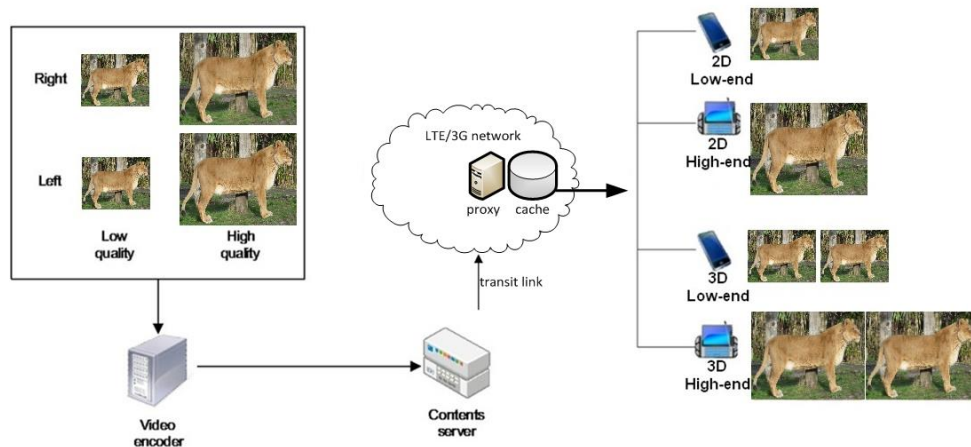 Right
Left
Low
quality
High
quality
Video
encoder
Contents
server
transit link
LTE/3G network
proxy
cache
2D
Low-end
2D
High-end
3D
Low-end
3D
High-end